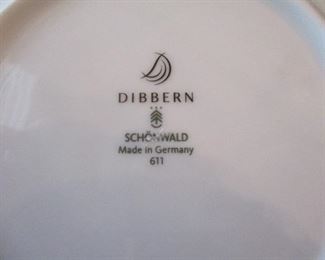 DIBBERN
SCHÖNWALD
Made in Germany
611